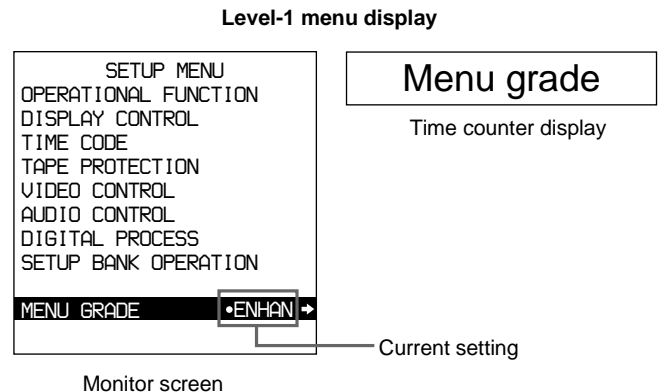 Level-1 menu display
SETUP MENU
OPERATIONAL FUNCTION
DISPLAY CONTROL
TIME CODE
TAPE PROTECTION
VIDEO CONTROL
AUDIO CONTROL
DIGITAL PROCESS
SETUP BANK OPERATION
MENU GRADE •ENHAN →
Monitor screen
Menu grade
Time counter display
Current setting